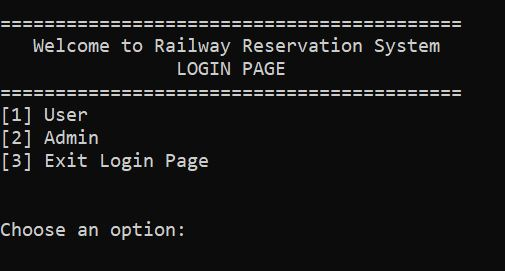 ==========================================
Welcome to Railway Reservation System
LOGIN PAGE
==========================================
[1] User
[2] Admin
[3] Exit Login Page
Choose an option: